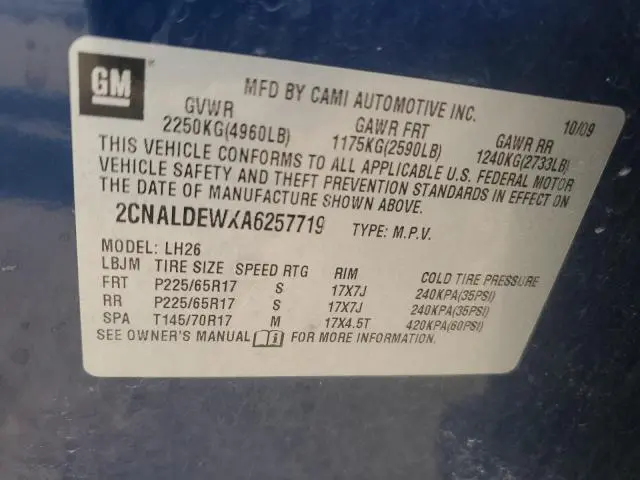 GM
MFD BY CAMI AUTOMOTIVE INC.
10/09
GVWR GAWR FRT GAWR RR
2250KG(4960LB) 1175KG(2590LB) 1240KG(2733LB)
THIS VEHICLE CONFORMS TO ALL APPLICABLE U.S. FEDERAL MOTOR
VEHICLE SAFETY AND THEFT PREVENTION STANDARDS IN EFFECT ON
THE DATE OF MANUFACTURE SHOWN ABOVE.
2CNALDEWXA6257719 TYPE: M.P.V.
MODEL: LH26
LBJM TIRE SIZE SPEED RTG RIM COLD TIRE PRESSURE
FRT P225/65R17 S 17X7J 240KPA(35PSI)
RR P225/65R17 S 17X7J 240KPA(35PSI)
SPA T145/70R17 M 17X4.5T 420KPA(60PSI)
SEE OWNER'S MANUAL FOR MORE INFORMATION.